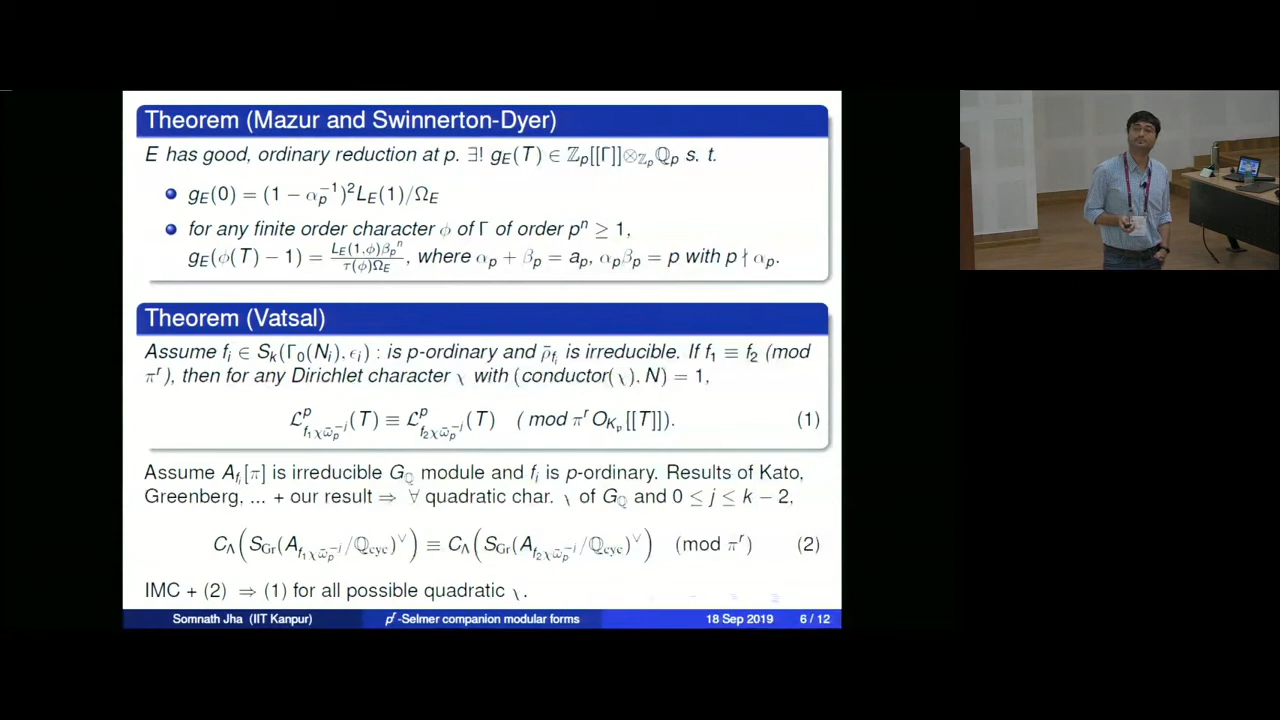 Theorem (Mazur and Swinnerton-Dyer)
E has good, ordinary reduction at p. ∃! g_E(T) ∈ ℤ_p[[Γ]]⊗_{ℤ_p}ℚ_p s. t.
g_E(0) = (1 − α_p^{−1})^2 L_E(1)/Ω_E
for any finite order character ϕ of Γ of order p^n ≥ 1,
g_E(ϕ(T) − 1) = \frac{L_E(1,ϕ)β_p^n}{τ(ϕ)Ω_E}, where α_p + β_p = a_p, α_pβ_p = p with p ∤ α_p.
Theorem (Vatsal)
Assume f_i ∈ S_k(Γ_0(N_i), ϵ_i) : is p-ordinary and ρ̄_{f_i} is irreducible. If f_1 ≡ f_2 (mod
π^r), then for any Dirichlet character χ with (conductor(χ), N) = 1,
ℒ^p_{f_1χω̄_p^{−j}}(T) ≡ ℒ^p_{f_2χω̄_p^{−j}}(T) ( mod π^r O_{K_p}[[T]]). (1)
Assume A_{f_i}[π] is irreducible G_ℚ module and f_i is p-ordinary. Results of Kato,
Greenberg, ... + our result ⇒ ∀ quadratic char. χ of G_ℚ and 0 ≤ j ≤ k − 2,
C_Λ(S_{Gr}(A_{f_1χω̄_p^{−j}}/ℚ_{cyc})^∨) ≡ C_Λ(S_{Gr}(A_{f_2χω̄_p^{−j}}/ℚ_{cyc})^∨) (mod π^r) (2)
IMC + (2) ⇒ (1) for all possible quadratic χ.
Somnath Jha (IIT Kanpur) p^r-Selmer companion modular forms 18 Sep 2019 6 / 12